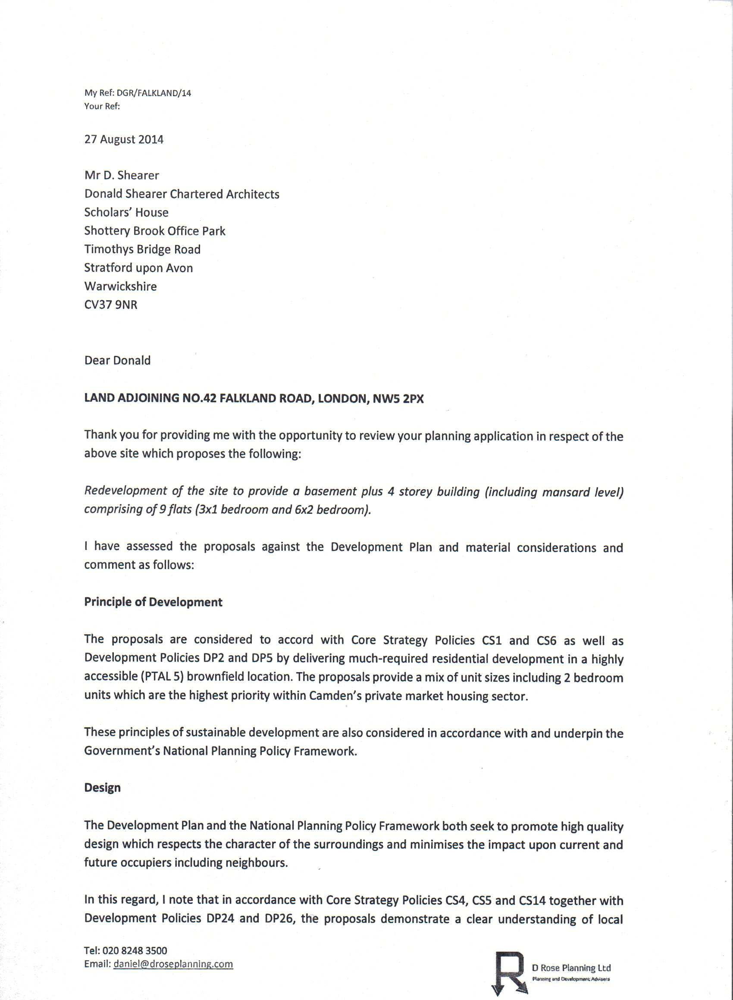 My Ref: DGR/FALKLAND/14
Your Ref:
27 August 2014
Mr D. Shearer
Donald Shearer Chartered Architects
Scholars’ House
Shottery Brook Office Park
Timothys Bridge Road
Stratford upon Avon
Warwickshire
CV37 9NR
Dear Donald
LAND ADJOINING NO.42 FALKLAND ROAD, LONDON, NW5 2PX
Thank you for providing me with the opportunity to review your planning application in respect of the
above site which proposes the following:
Redevelopment of the site to provide a basement plus 4 storey building (including mansard level)
comprising of 9 flats (3x1 bedroom and 6x2 bedroom).
I have assessed the proposals against the Development Plan and material considerations and
comment as follows:
Principle of Development
The proposals are considered to accord with Core Strategy Policies CS1 and CS6 as well as
Development Policies DP2 and DP5 by delivering much-required residential development in a highly
accessible (PTAL 5) brownfield location. The proposals provide a mix of unit sizes including 2 bedroom
units which are the highest priority within Camden’s private market housing sector.
These principles of sustainable development are also considered in accordance with and underpin the
Government’s National Planning Policy Framework.
Design
The Development Plan and the National Planning Policy Framework both seek to promote high quality
design which respects the character of the surroundings and minimises the impact upon current and
future occupiers including neighbours.
In this regard, I note that in accordance with Core Strategy Policies CS4, CS5 and CS14 together with
Development Policies DP24 and DP26, the proposals demonstrate a clear understanding of local
Tel: 020 8248 3500
Email: daniel@droseplanning.com
R
D Rose Planning Ltd
Planning and Development Advisers